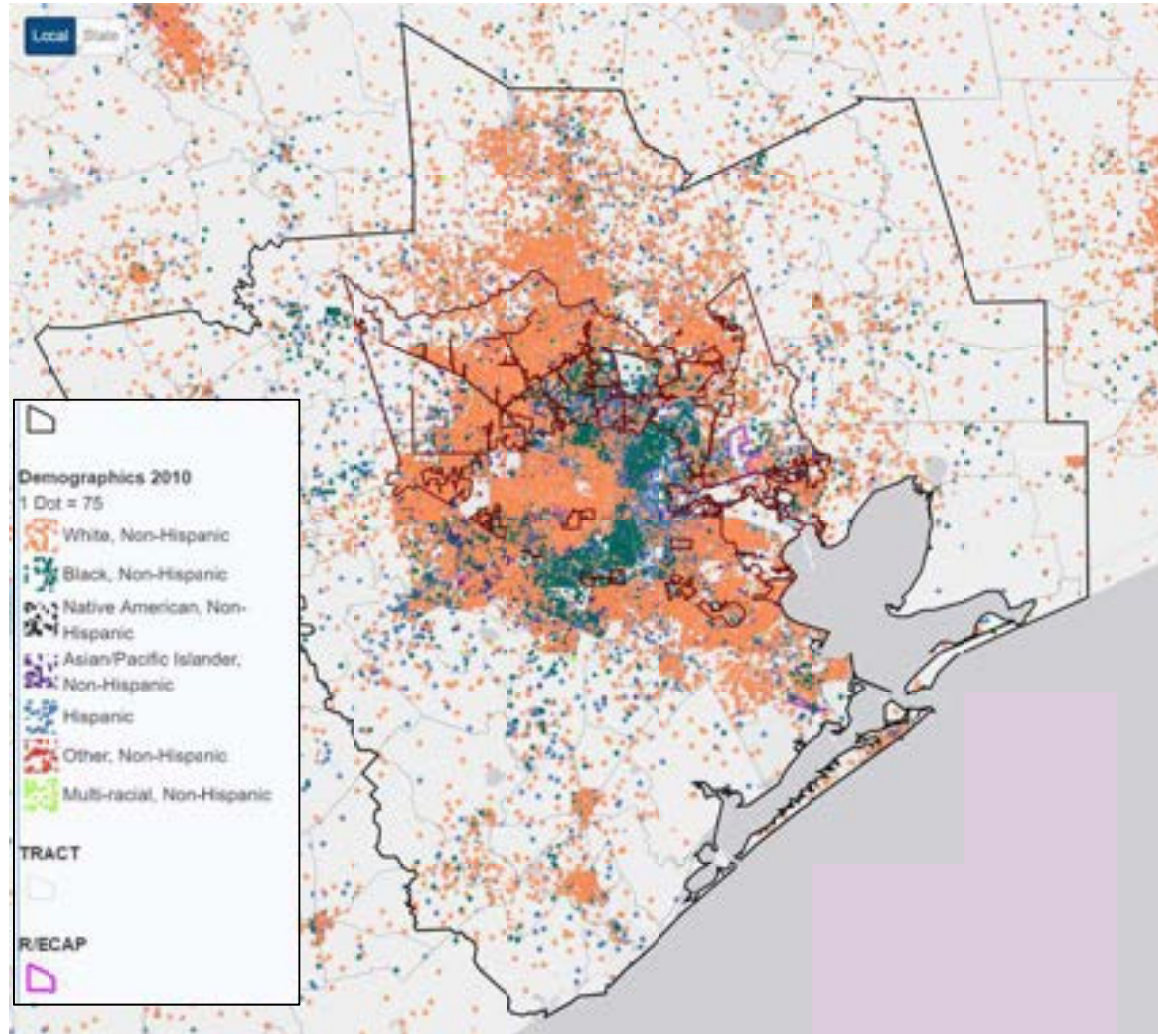 Local State
Demographics 2010
1 Dot = 75
White, Non-Hispanic
Black, Non-Hispanic
Native American, Non-
Hispanic
Asian/Pacific Islander,
Non-Hispanic
Hispanic
Other, Non-Hispanic
Multi-racial, Non-Hispanic
TRACT
R/ECAP